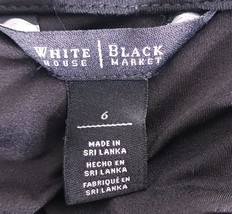 WHITE | BLACK
HOUSE | MARKET
6
MADE IN
SRI LANKA
HECHO EN
SRI LANKA
FABRIQUÉ EN
SRI LANKA